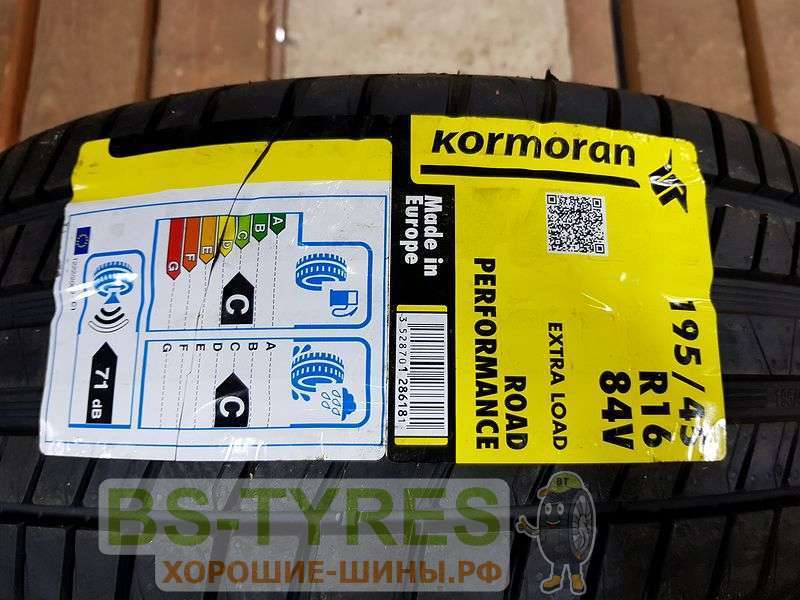 Kormoran
Made in
Europe
195/45
R16
84V
EXTRA LOAD
ROAD
PERFORMANCE
3 528701 286181
A
B
C
D
E
F
G
C
A
B
C
D
E
F
G
C
71 dB
BT
BS-TYRES
ХОРОШИЕ-ШИНЫ.РФ